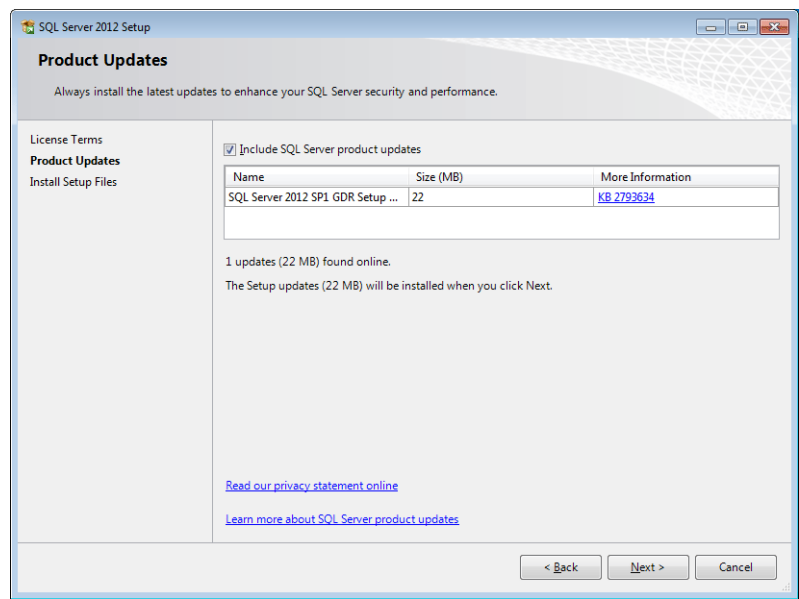 SQL Server 2012 Setup
Product Updates
Always install the latest updates to enhance your SQL Server security and performance.
License Terms
Product Updates
Install Setup Files
Include SQL Server product updates
Name Size (MB) More Information
SQL Server 2012 SP1 GDR Setup ... 22 KB 2793634
1 updates (22 MB) found online.
The Setup updates (22 MB) will be installed when you click Next.
Read our privacy statement online
Learn more about SQL Server product updates
< Back Next > Cancel